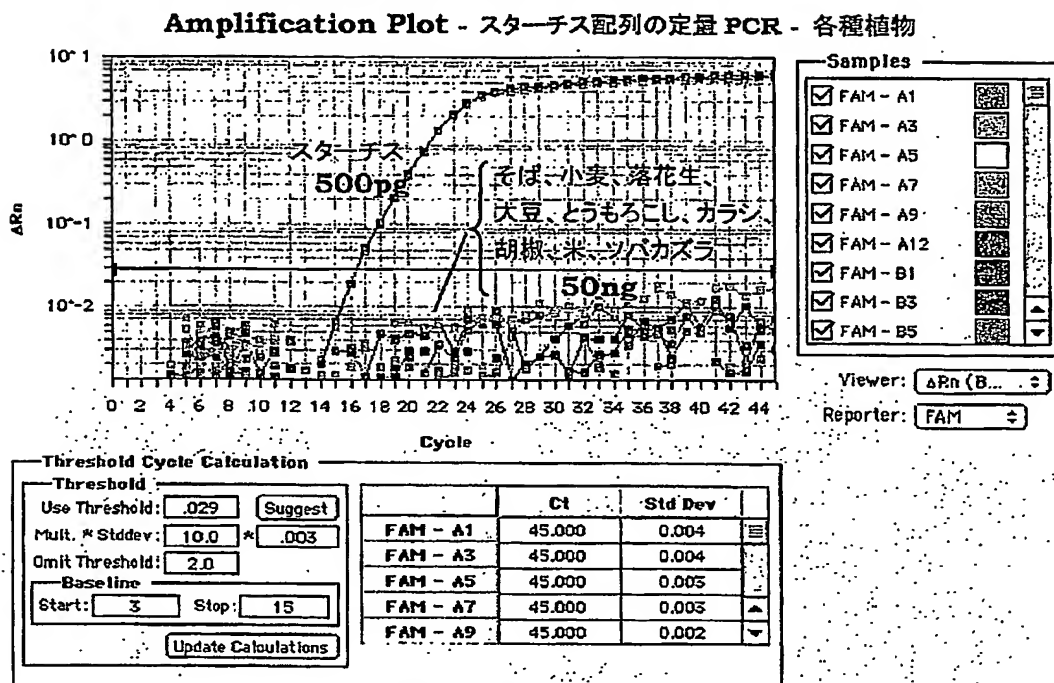 Amplification Plot - スターチス配列の定量 PCR - 各種植物
10^1
10^0
10^-1
10^-2
ΔRn
スターチス
500pg
そば、小麦、落花生、
大豆、とうもろこし、カラシ、
胡椒、米、ソバカズラ
50ng
0 2 4 6 8 10 12 14 16 18 20 22 24 26 28 30 32 34 36 38 40 42 44
Cycle
Samples
FAM - A1
FAM - A3
FAM - A5
FAM - A7
FAM - A9
FAM - A12
FAM - B1
FAM - B3
FAM - B5
Viewer: ΔRn (B...
Reporter: FAM
Threshold Cycle Calculation
Threshold
Use Threshold: .029 Suggest
Mult. * Stddev: 10.0 * .003
Omit Threshold: 2.0
Baseline
Start: 3 Stop: 15
Update Calculations
Ct Std Dev
FAM - A1 45.000 0.004
FAM - A3 45.000 0.004
FAM - A5 45.000 0.003
FAM - A7 45.000 0.003
FAM - A9 45.000 0.002